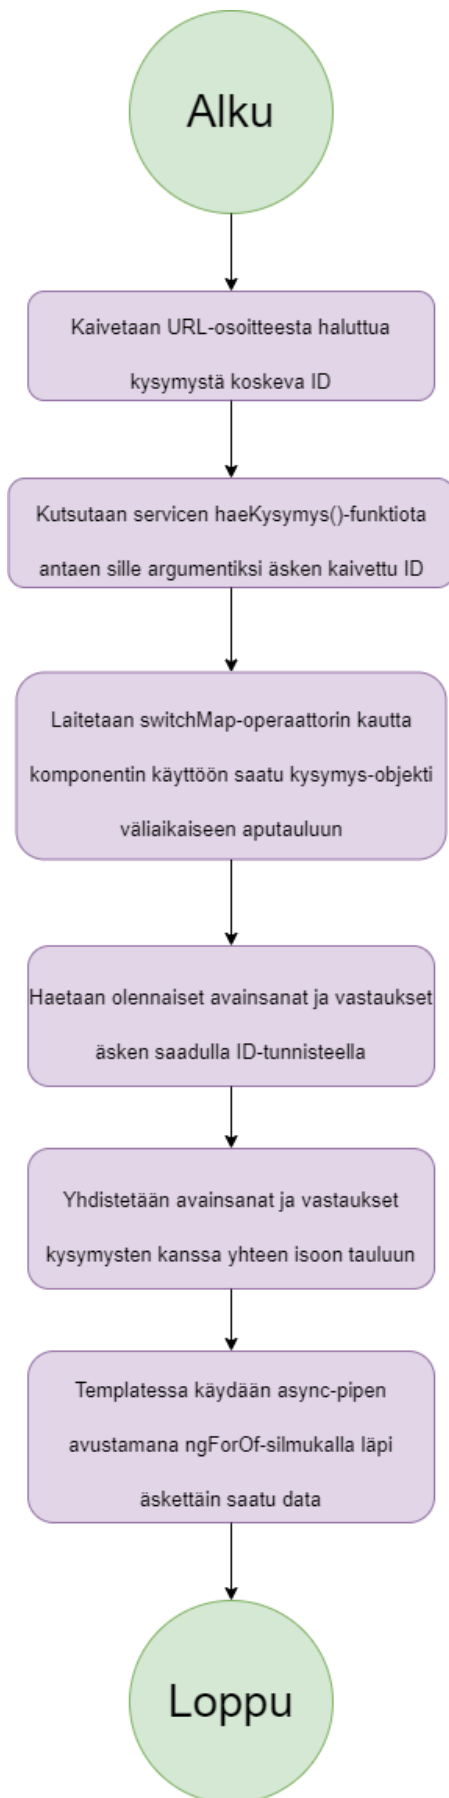 Alku
Kaivetaan URL-osoitteesta haluttua
kysymystä koskeva ID
Kutsutaan servicen haeKysymys()-funktiota
antaen sille argumentiksi äsken kaivettu ID
Laitetaan switchMap-operaattorin kautta
komponentin käyttöön saatu kysymys-objekti
väliaikaiseen aputauluun
Haetaan olennaiset avainsanat ja vastaukset
äsken saadulla ID-tunnisteella
Yhdistetään avainsanat ja vastaukset
kysymysten kanssa yhteen isoon tauluun
Templatessa käydään async-pipen
avustamana ngForOf-silmukalla läpi
äskettäin saatu data
Loppu